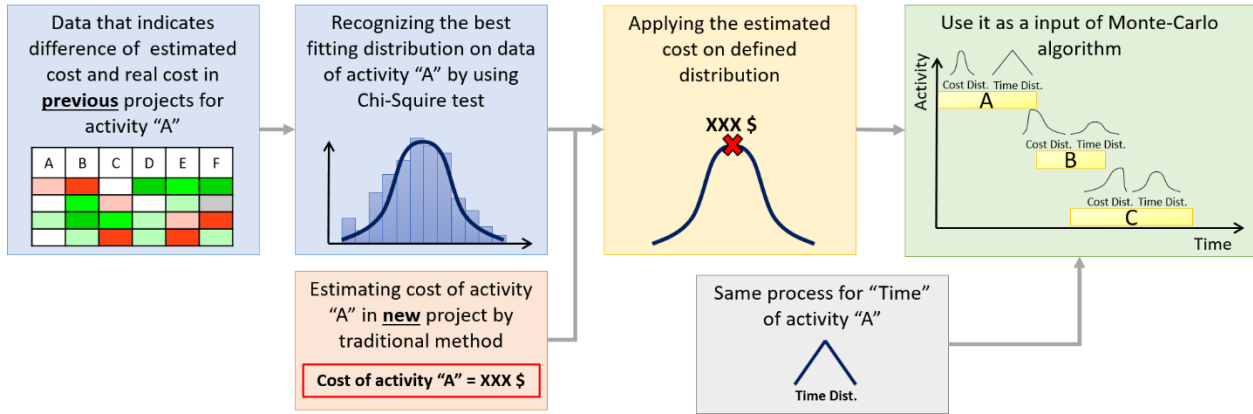 Data that indicates
difference of estimated
cost and real cost in
previous projects for
activity “A”
A B C D E F
Recognizing the best
fitting distribution on data
of activity “A” by using
Chi-Squire test
Estimating cost of activity
“A” in new project by
traditional method
Cost of activity “A” = XXX $
Applying the estimated
cost on defined
distribution
XXX $
Same process for “Time”
of activity “A”
Time Dist.
Use it as a input of Monte-Carlo
algorithm
Activity
Cost Dist. Time Dist.
A
Cost Dist. Time Dist.
B
Cost Dist. Time Dist.
C
Time